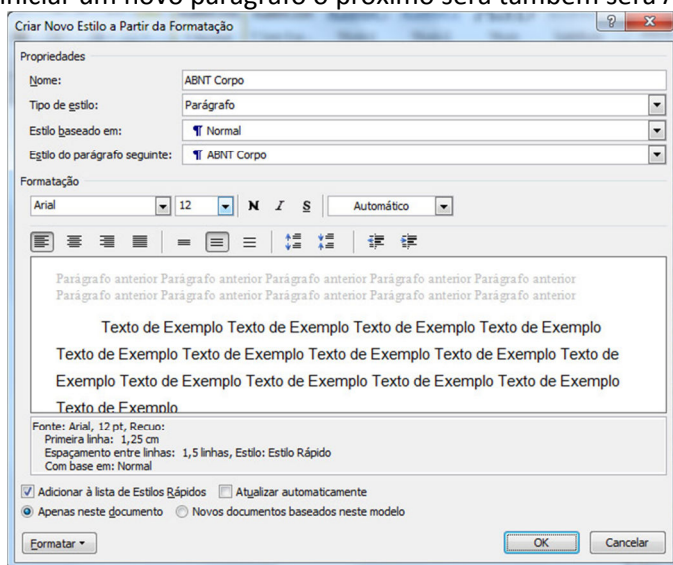 iniciar um novo parágrafo o próximo será também será A
Criar Novo Estilo a Partir da Formatação
Propriedades
Nome: ABNT Corpo
Tipo de estilo: Parágrafo
Estilo baseado em: ¶ Normal
Estilo do parágrafo seguinte: ¶ ABNT Corpo
Formatação
Arial 12 N I S Automático
Parágrafo anterior Parágrafo anterior Parágrafo anterior Parágrafo anterior Parágrafo anterior
Parágrafo anterior Parágrafo anterior Parágrafo anterior Parágrafo anterior Parágrafo anterior
Texto de Exemplo Texto de Exemplo Texto de Exemplo Texto de Exemplo
Texto de Exemplo Texto de Exemplo Texto de Exemplo Texto de Exemplo Texto de
Exemplo Texto de Exemplo Texto de Exemplo Texto de Exemplo Texto de Exemplo
Texto de Exemplo
Fonte: Arial, 12 pt, Recuo:
Primeira linha: 1,25 cm
Espaçamento entre linhas: 1,5 linhas, Estilo: Estilo Rápido
Com base em: Normal
Adicionar à lista de Estilos Rápidos Atualizar automaticamente
Apenas neste documento Novos documentos baseados neste modelo
Formatar OK Cancelar